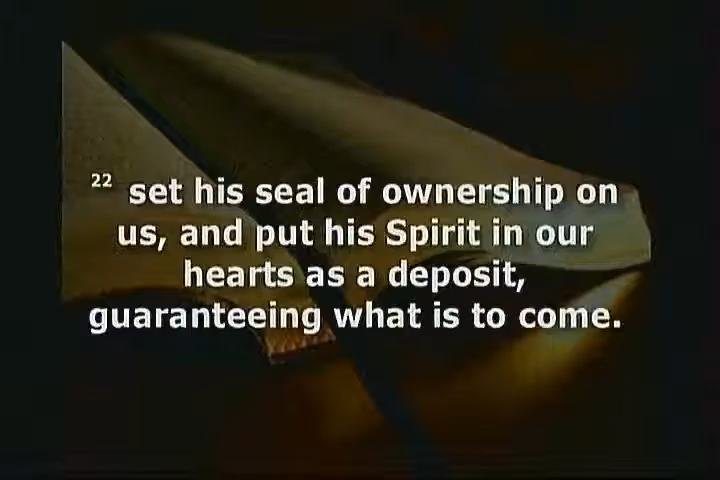 22 set his seal of ownership on
us, and put his Spirit in our
hearts as a deposit,
guaranteeing what is to come.